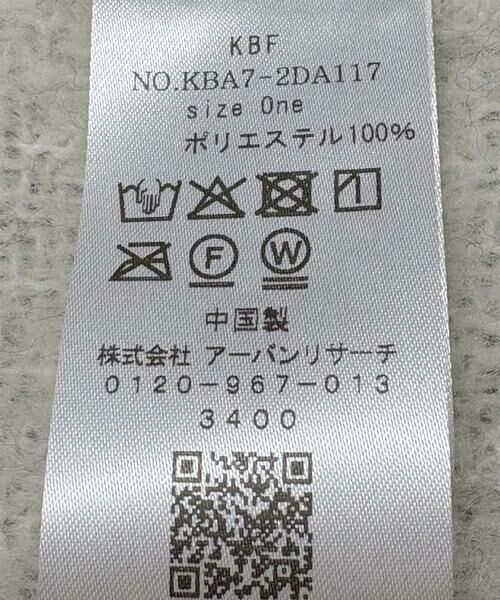 KBF
NO.KBA7-2DA117
size One
ポリエステル100%
F W
中国製
株式会社 アーバンリサーチ
0120-967-013
3400